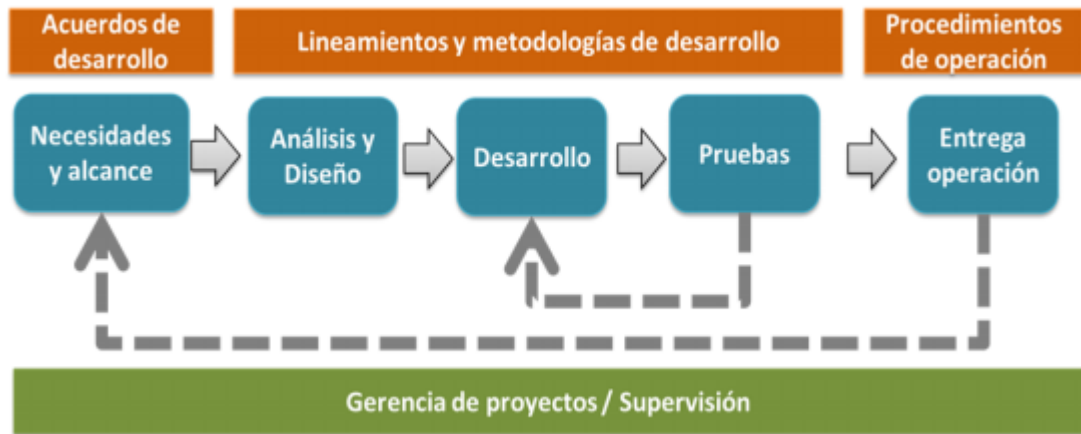 Acuerdos de
desarrollo
Lineamientos y metodologías de desarrollo
Procedimientos
de operación
Necesidades
y alcance
Análisis y
Diseño
Desarrollo
Pruebas
Entrega
operación
Gerencia de proyectos / Supervisión